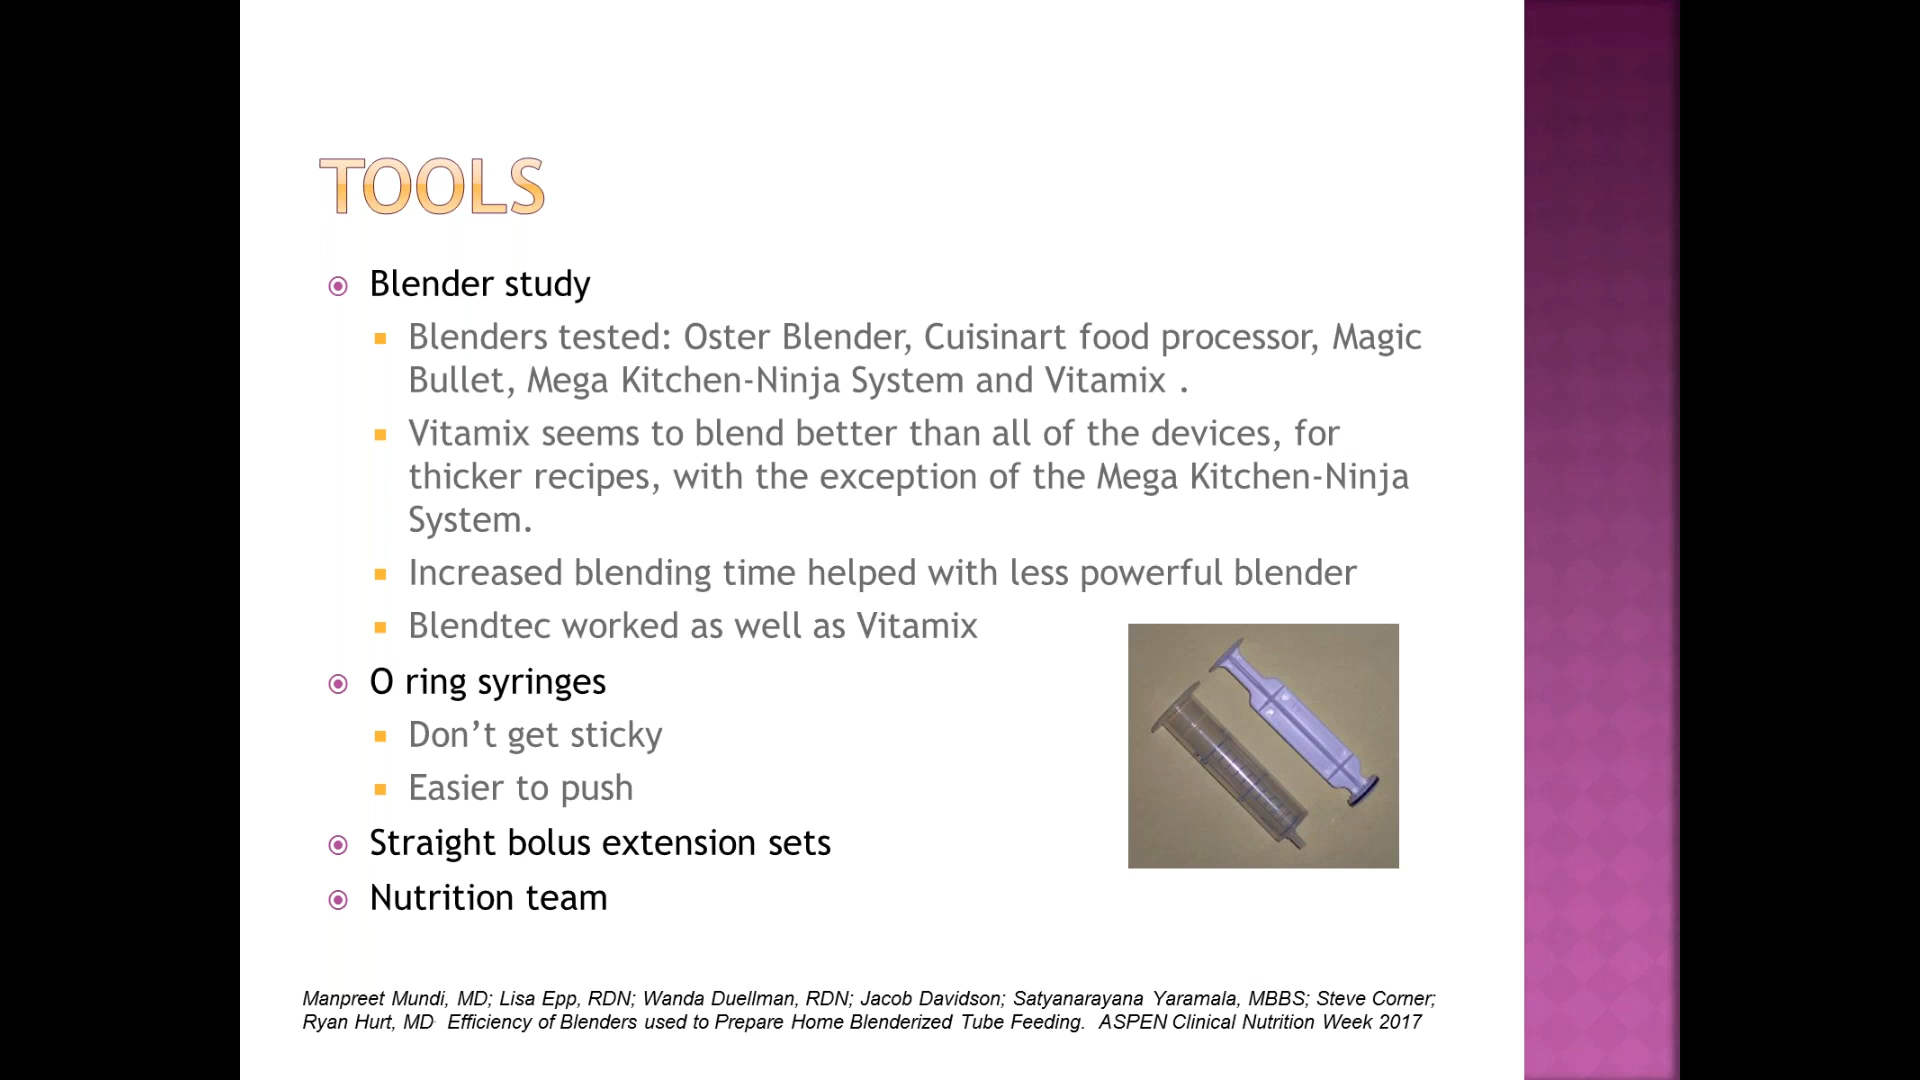 TOOLS
Blender study
Blenders tested: Oster Blender, Cuisinart food processor, Magic
Bullet, Mega Kitchen-Ninja System and Vitamix .
Vitamix seems to blend better than all of the devices, for
thicker recipes, with the exception of the Mega Kitchen-Ninja
System.
Increased blending time helped with less powerful blender
Blendtec worked as well as Vitamix
O ring syringes
Don’t get sticky
Easier to push
Straight bolus extension sets
Nutrition team
Manpreet Mundi, MD; Lisa Epp, RDN; Wanda Duellman, RDN; Jacob Davidson; Satyanarayana Yaramala, MBBS; Steve Corner;
Ryan Hurt, MD Efficiency of Blenders used to Prepare Home Blenderized Tube Feeding. ASPEN Clinical Nutrition Week 2017